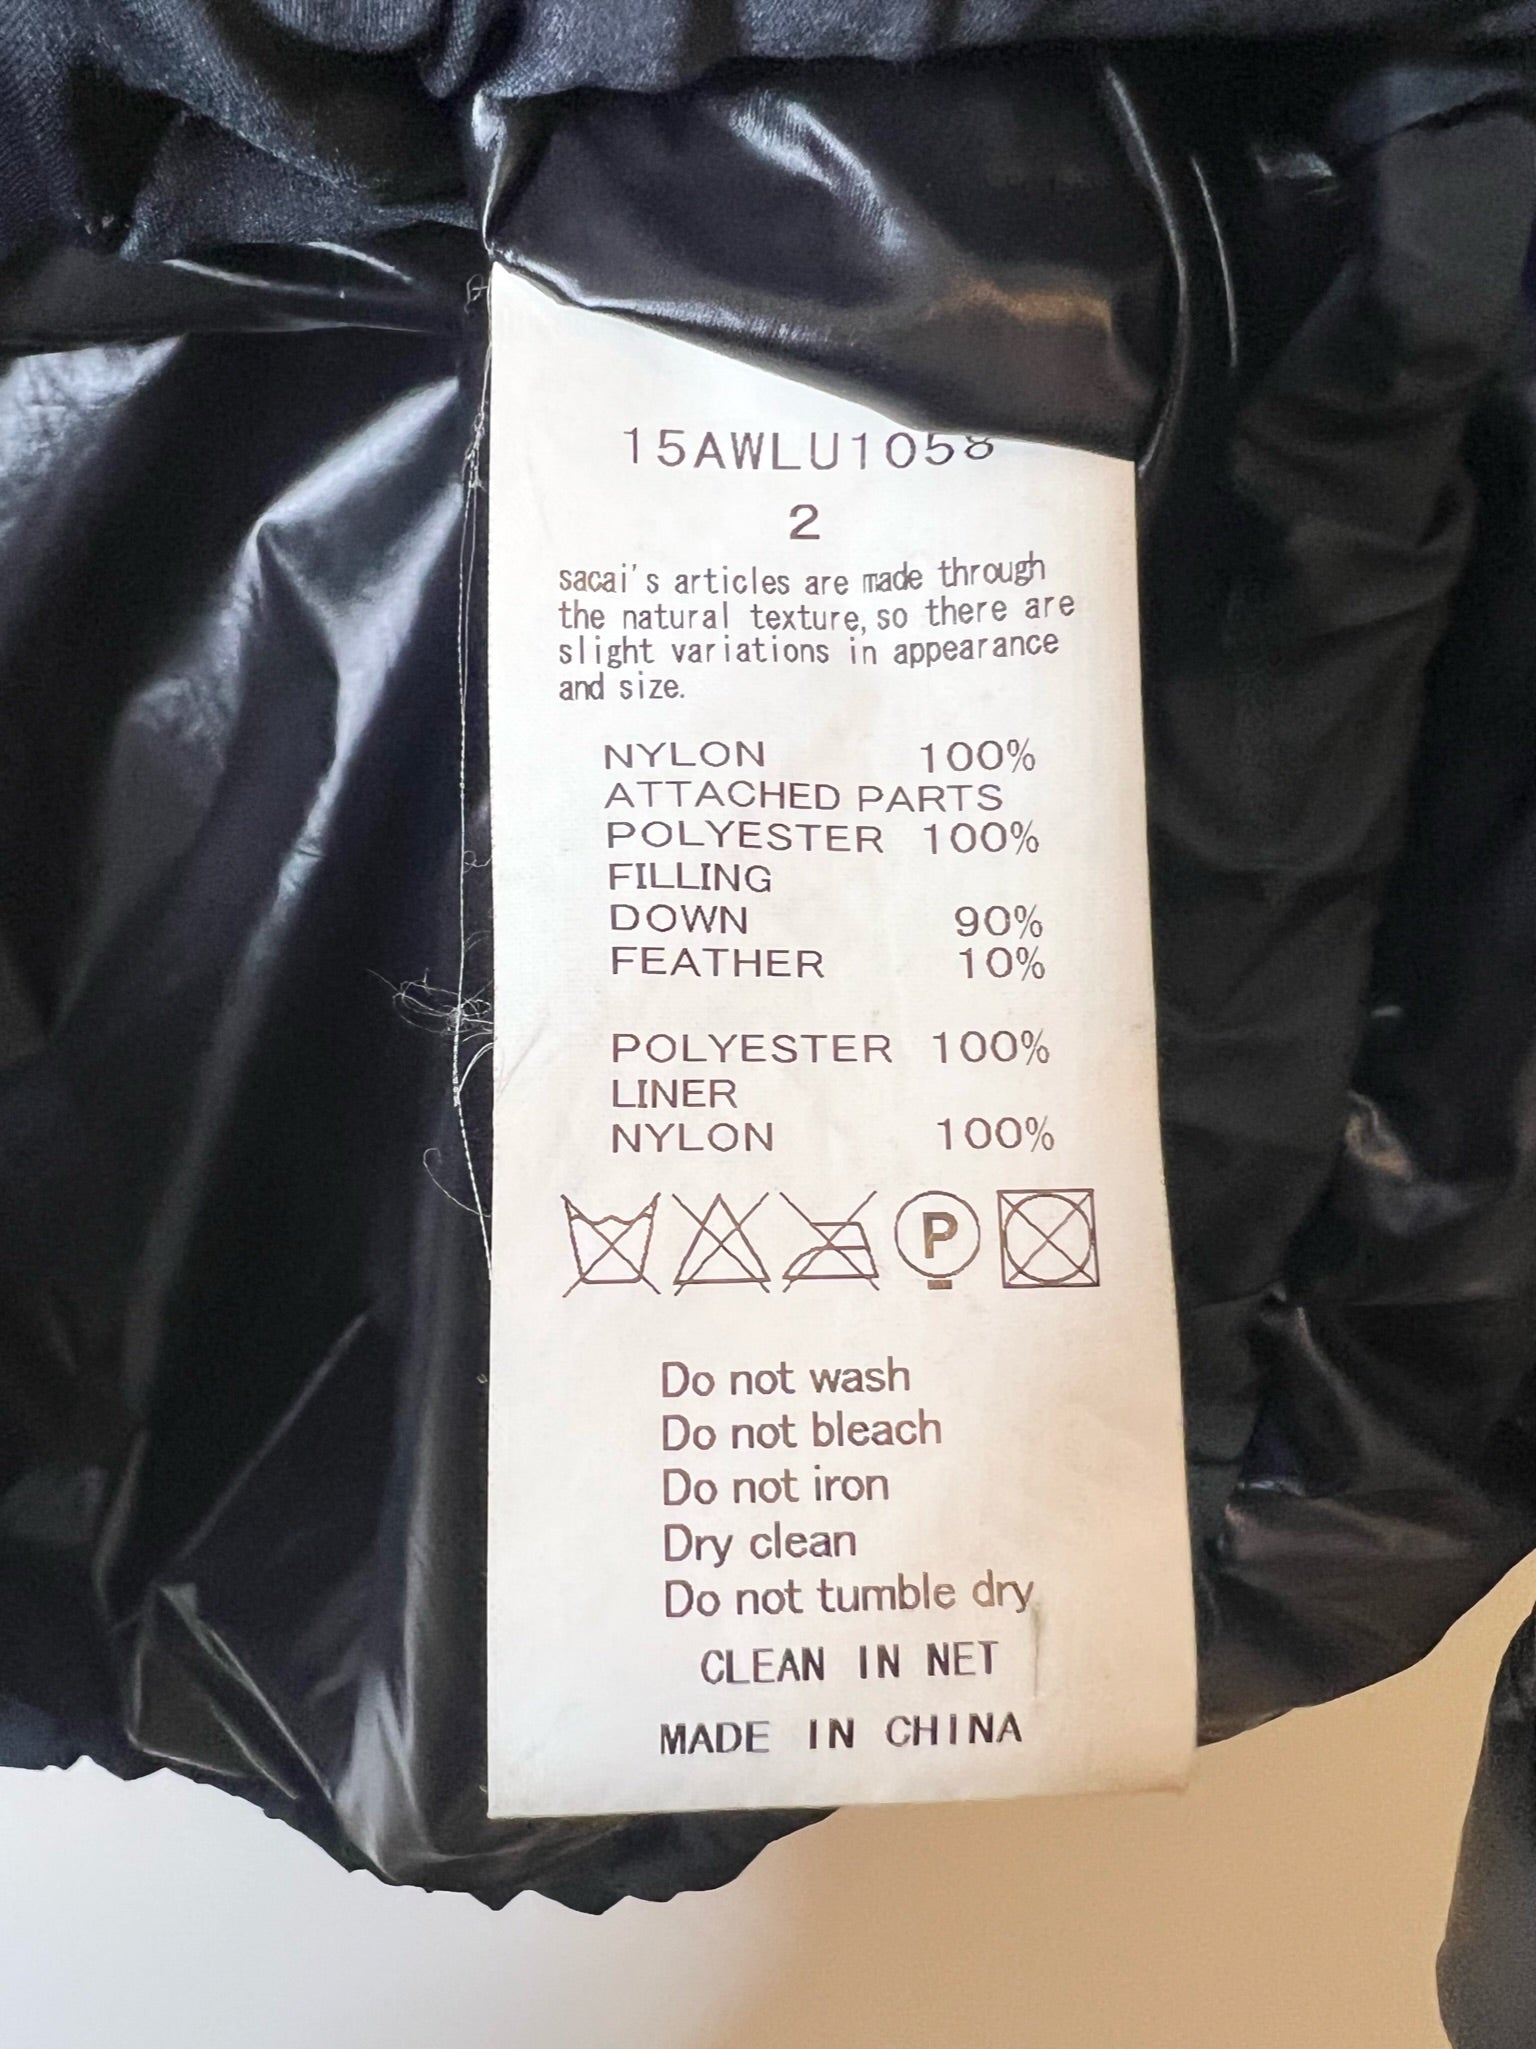 15AWLU1058
2
sacai's articles are made through
the natural texture, so there are
slight variations in appearance
and size.
NYLON 100%
ATTACHED PARTS
POLYESTER 100%
FILLING
DOWN 90%
FEATHER 10%
POLYESTER 100%
LINER
NYLON 100%
P
Do not wash
Do not bleach
Do not iron
Dry clean
Do not tumble dry
CLEAN IN NET
MADE IN CHINA